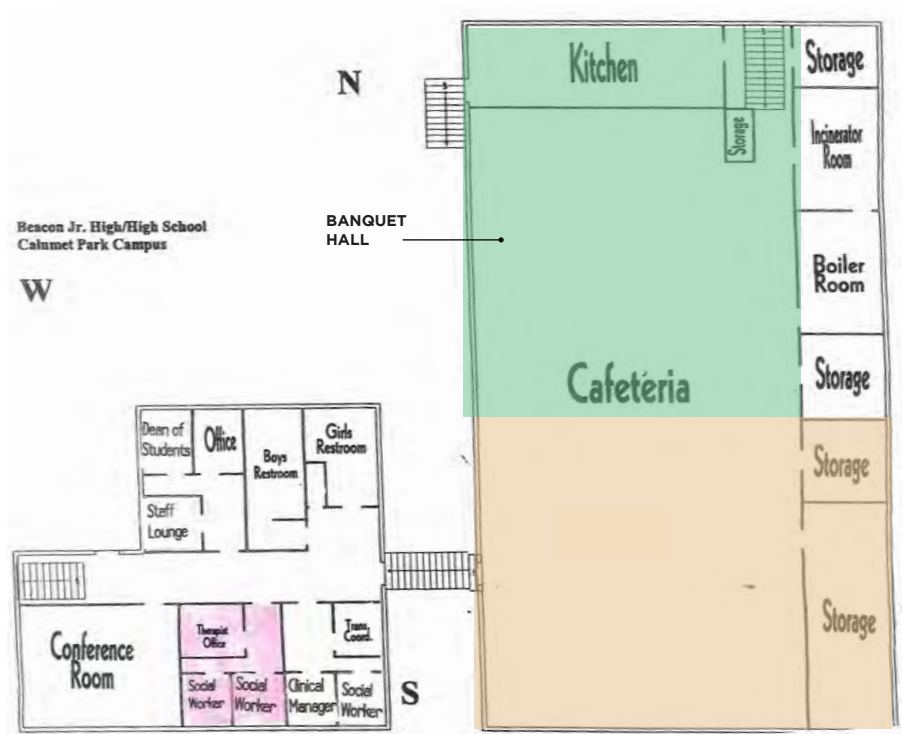 N
Kitchen
Storage
Storage
Incinerator
Room
Beacon Jr. High/High School
Calumet Park Campus
BANQUET
HALL
W
Boiler
Room
Cafeteria
Storage
Dean of
Students
Office
Boys
Restroom
Girls
Restroom
Storage
Staff
Lounge
Conference
Room
Therapist
Office
Trans.
Coord.
Storage
Social
Worker
Social
Worker
Clinical
Manager
Social
Worker
S